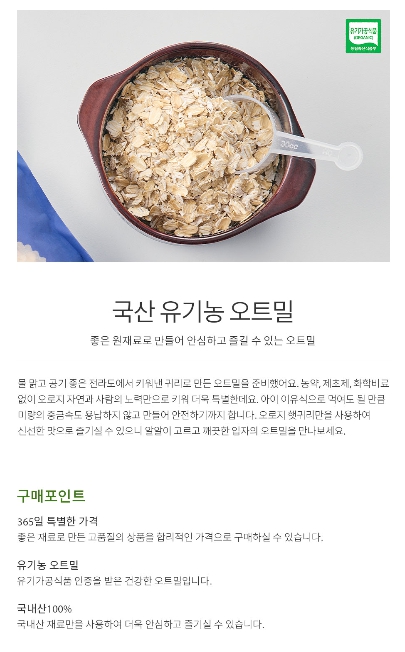 유기가공식품
(ORGANIC)
농림축산식품부
30cc
국산 유기농 오트밀
좋은 원재료로 만들어 안심하고 즐길 수 있는 오트밀
물 맑고 공기 좋은 전라도에서 키워낸 귀리로 만든 오트밀을 준비했어요. 농약, 제초제, 화학비료
없이 오로지 자연과 사람의 노력만으로 키워 더욱 특별한데요. 아이 이유식으로 먹여도 될 만큼
미량의 중금속도 용납하지 않고 만들어 안전하기까지 합니다. 오로지 햇귀리만을 사용하여
신선한 맛으로 즐기실 수 있으니 알알이 고르고 깨끗한 입자의 오트밀을 만나보세요.
구매포인트
365일 특별한 가격
좋은 재료로 만든 고품질의 상품을 합리적인 가격으로 구매하실 수 있습니다.
유기농 오트밀
유기가공식품 인증을 받은 건강한 오트밀입니다.
국내산100%
국내산 재료만을 사용하여 더욱 안심하고 즐기실 수 있습니다.